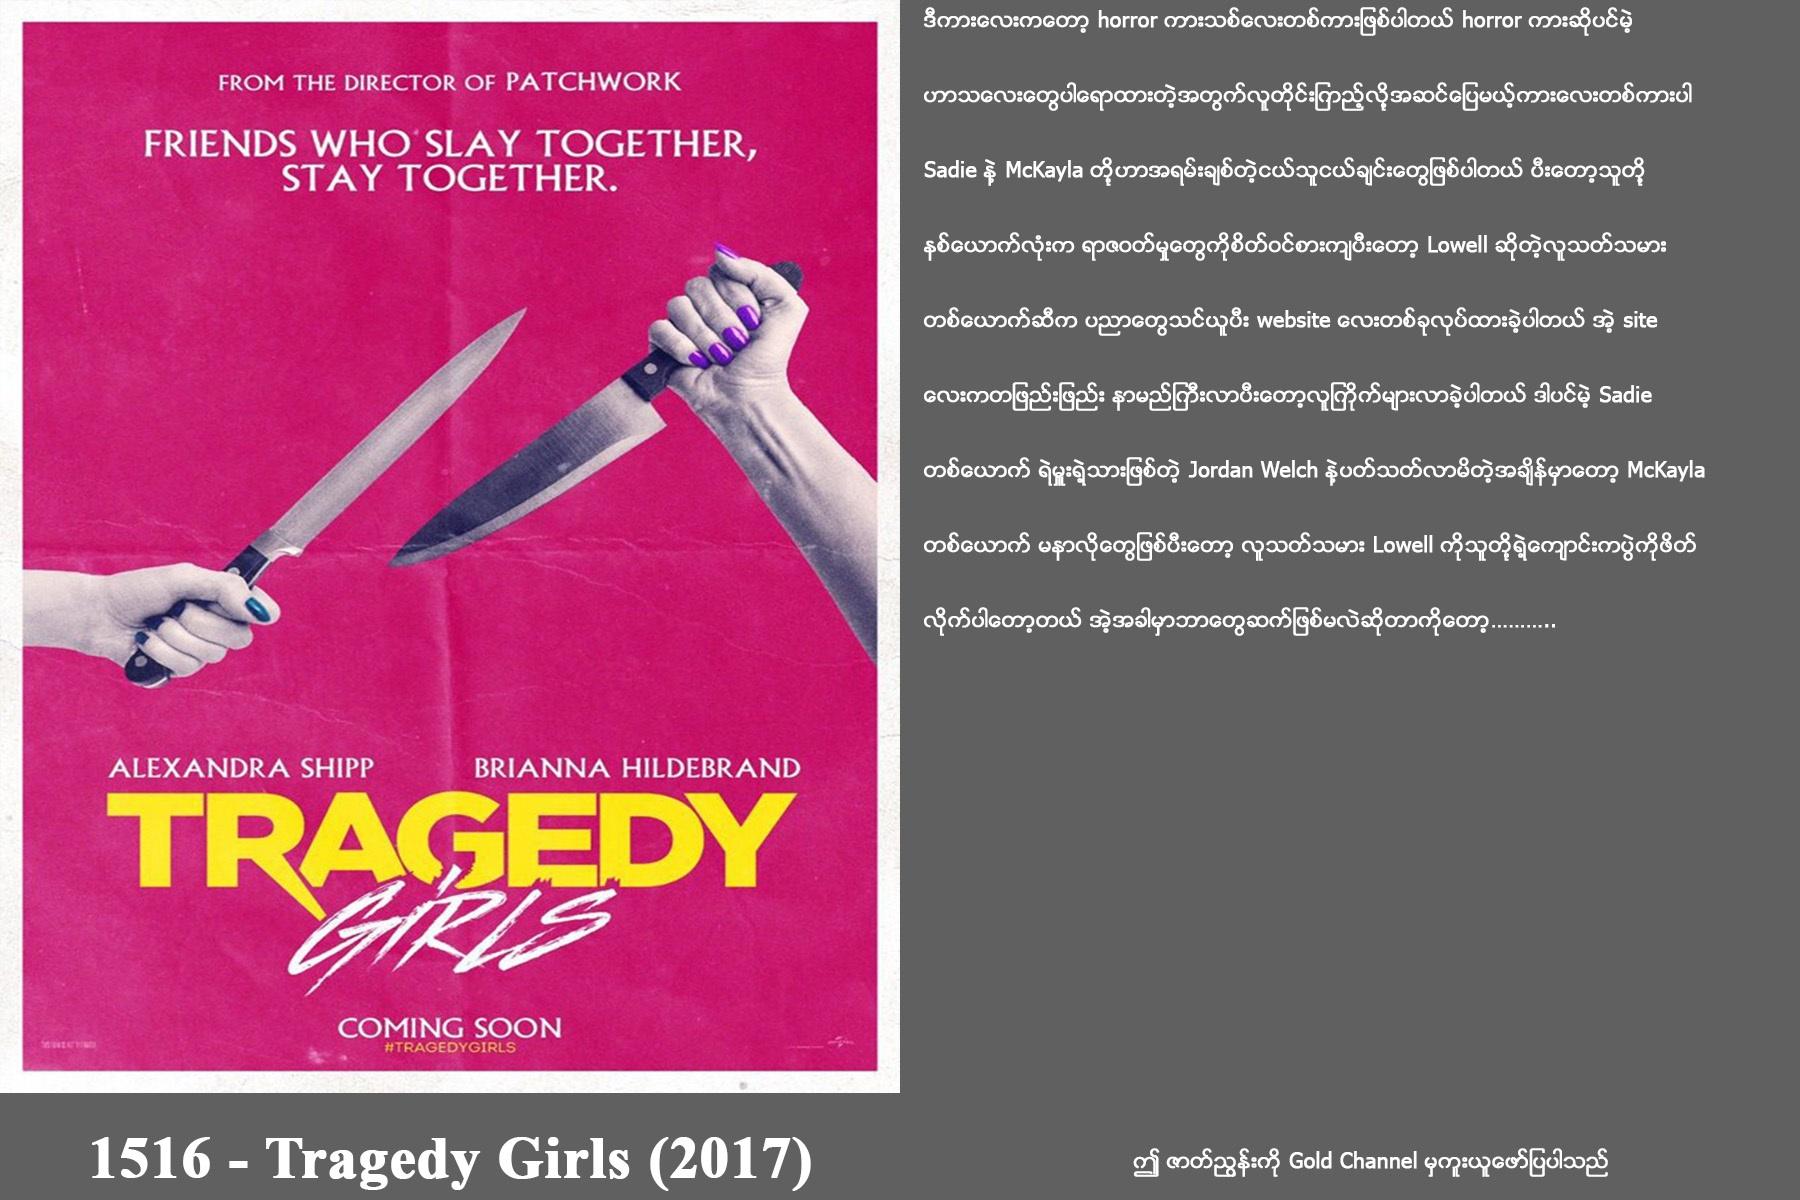 FROM THE DIRECTOR OF PATCHWORK
FRIENDS WHO SLAY TOGETHER,
STAY TOGETHER.
ALEXANDRA SHIPP BRIANNA HILDEBRAND
TRAGEDY
GIRLS
COMING SOON
#TRAGEDYGIRLS
1516 - Tragedy Girls (2017)
ဒီကားလေးကတော့ horror ကားသစ်လေးတစ်ကားဖြစ်ပါတယ် horror ကားဆိုပင်မဲ့
ဟာသလေးတွေပါရောထားတဲ့အတွက်လူတိုင်းကြည့်လို့အဆင်ပြေမယ့်ကားလေးတစ်ကားပါ
Sadie နဲ့ McKayla တို့ဟာအရမ်းချစ်တဲ့ငယ်သူငယ်ချင်းတွေဖြစ်ပါတယ် ပီးတော့သူတို့
နစ်ယောက်လုံးက ရာဇဝတ်မှုတွေကိုစိတ်ဝင်စားကျပီးတော့ Lowell ဆိုတဲ့လူသတ်သမား
တစ်ယောက်ဆီက ပညာတွေသင်ယူပီး website လေးတစ်ခုလုပ်ထားခဲ့ပါတယ် အဲ့ site
လေးကတဖြည်းဖြည်း နာမည်ကြီးလာပီးတော့လူကြိုက်များလာခဲ့ပါတယ် ဒါပင်မဲ့ Sadie
တစ်ယောက် ရဲမှူးရဲ့သားဖြစ်တဲ့ Jordan Welch နဲ့ပတ်သတ်လာမိတဲ့အချိန်မှာတော့ McKayla
တစ်ယောက် မနာလိုတွေဖြစ်ပီးတော့ လူသတ်သမား Lowell ကိုသူတို့ရဲ့ကျောင်းကပွဲကိုဖိတ်
လိုက်ပါတော့တယ် အဲ့အခါမှာဘာတွေဆက်ဖြစ်မလဲဆိုတာကိုတော့...........
ဤ ဇာတ်ညွှန်းကို Gold Channel မှကူးယူဖော်ပြပါသည်